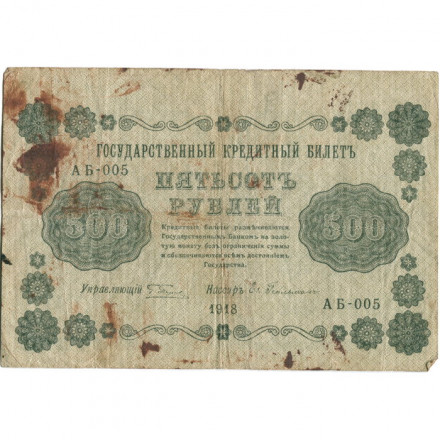 ГОСУДАРСТВЕННЫЙ КРЕДИТНЫЙ БИЛЕТЪ
АБ-005
ПЯТЬСОТЪ
РУБЛЕЙ
500
500
Кредитные билеты размѣниваются
Государственнымъ Банкомъ на золо-
тую монету безъ ограниченія суммы
и обезпечиваются всѣмъ достояніемъ
Государства.
Управляющій
Кассиръ
1918
АБ-005